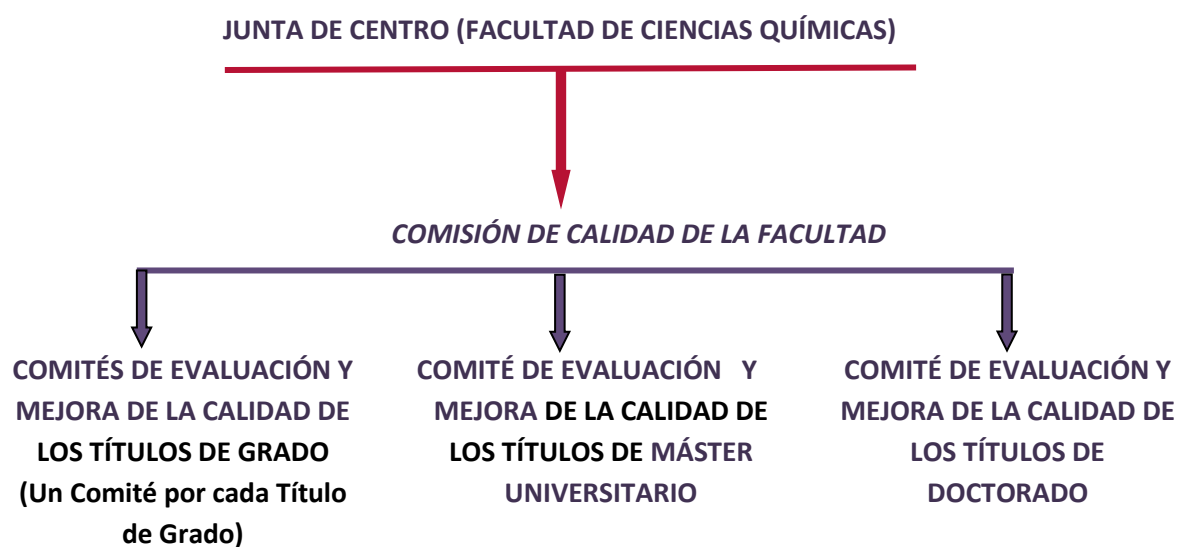 JUNTA DE CENTRO (FACULTAD DE CIENCIAS QUÍMICAS)
COMISIÓN DE CALIDAD DE LA FACULTAD
COMITÉS DE EVALUACIÓN Y
MEJORA DE LA CALIDAD DE
LOS TÍTULOS DE GRADO
(Un Comité por cada Título
de Grado)
COMITÉ DE EVALUACIÓN Y
MEJORA DE LA CALIDAD DE
LOS TÍTULOS DE MÁSTER
UNIVERSITARIO
COMITÉ DE EVALUACIÓN Y
MEJORA DE LA CALIDAD DE
LOS TÍTULOS DE
DOCTORADO